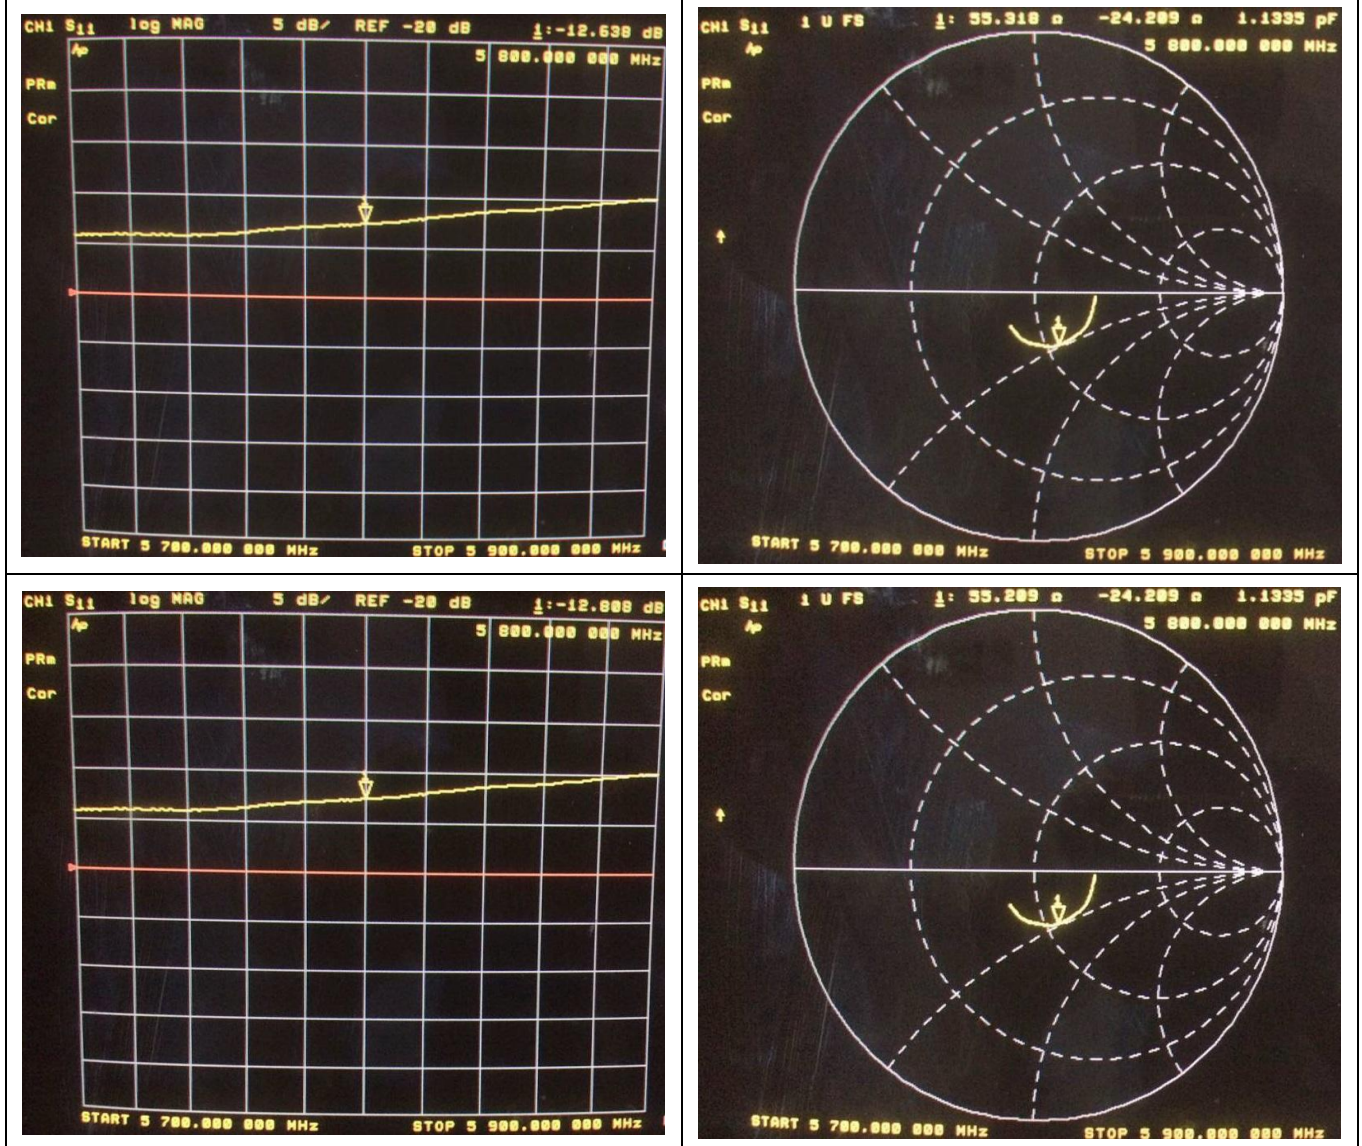 CH1 S11 log MAG 5 dB/ REF -20 dB 1:-12.638 dB
Ap 5 800.000 000 MHz
PRm
Cor
START 5 700.000 000 MHz STOP 5 900.000 000 MHz
CH1 S11 1 U FS 1: 55.318 Ω -24.209 Ω 1.1335 pF
Ap 5 800.000 000 MHz
PRm
Cor
START 5 700.000 000 MHz STOP 5 900.000 000 MHz
CH1 S11 log MAG 5 dB/ REF -20 dB 1:-12.808 dB
Ap 5 800.000 000 MHz
PRm
Cor
START 5 700.000 000 MHz STOP 5 900.000 000 MHz
CH1 S11 1 U FS 1: 55.209 Ω -24.209 Ω 1.1335 pF
Ap 5 800.000 000 MHz
PRm
Cor
START 5 700.000 000 MHz STOP 5 900.000 000 MHz